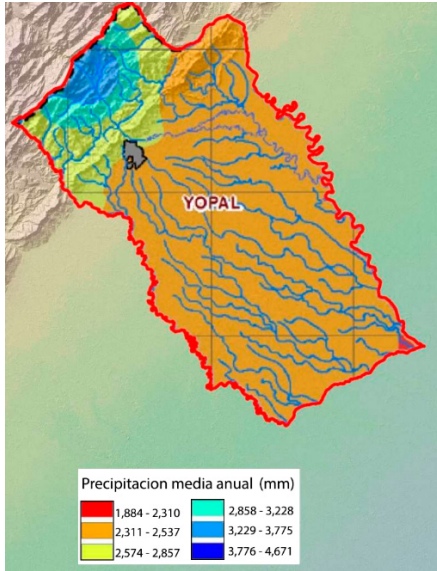 YOPAL
Precipitacion media anual (mm)
1,884 - 2,310
2,311 - 2,537
2,574 - 2,857
2,858 - 3,228
3,229 - 3,775
3,776 - 4,671